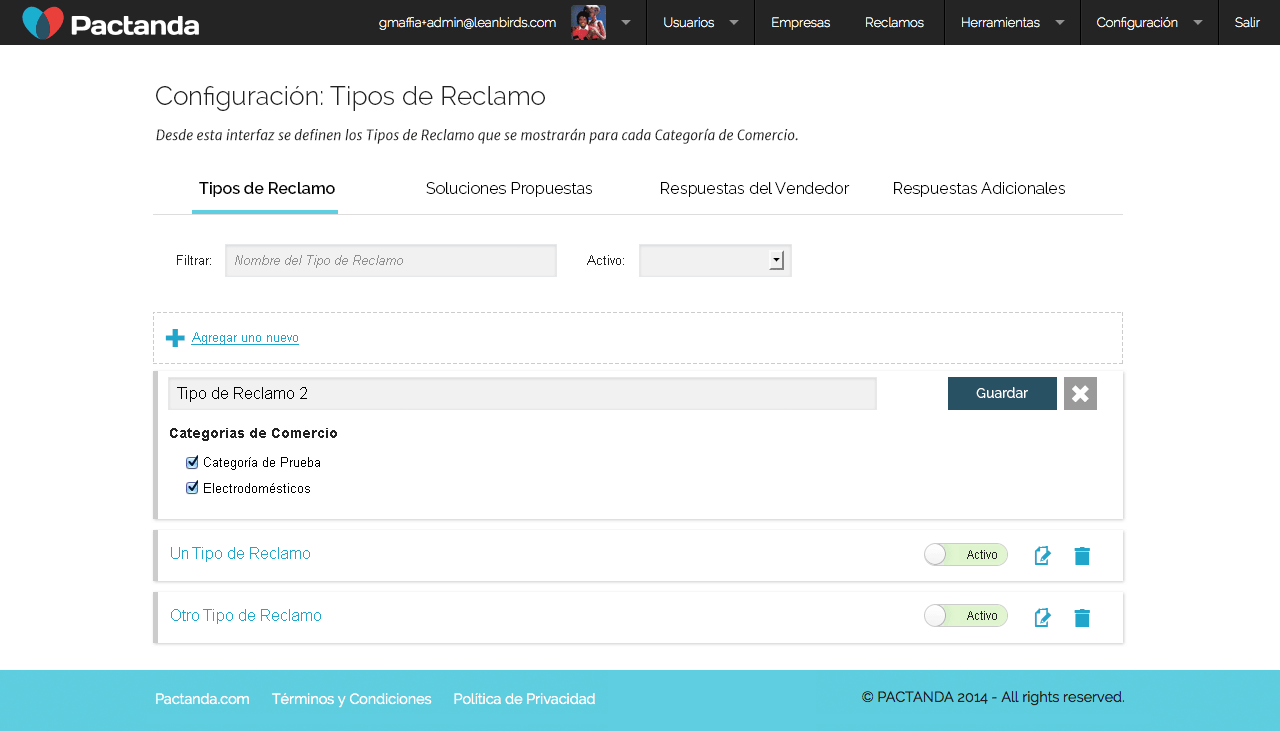 Pactanda gmaffia+admin@leanbirds.com Usuarios Empresas Reclamos Herramientas Configuración Salir
Configuración: Tipos de Reclamo
Desde esta interfaz se definen los Tipos de Reclamo que se mostrarán para cada Categoría de Comercio.
Tipos de Reclamo Soluciones Propuestas Respuestas del Vendedor Respuestas Adicionales
Filtrar: Nombre del Tipo de Reclamo Activo:
Agregar uno nuevo
Tipo de Reclamo 2 Guardar
Categorias de Comercio
Categoría de Prueba
Electrodomésticos
Un Tipo de Reclamo Activo
Otro Tipo de Reclamo Activo
Pactanda.com Términos y Condiciones Política de Privacidad © PACTANDA 2014 - All rights reserved.